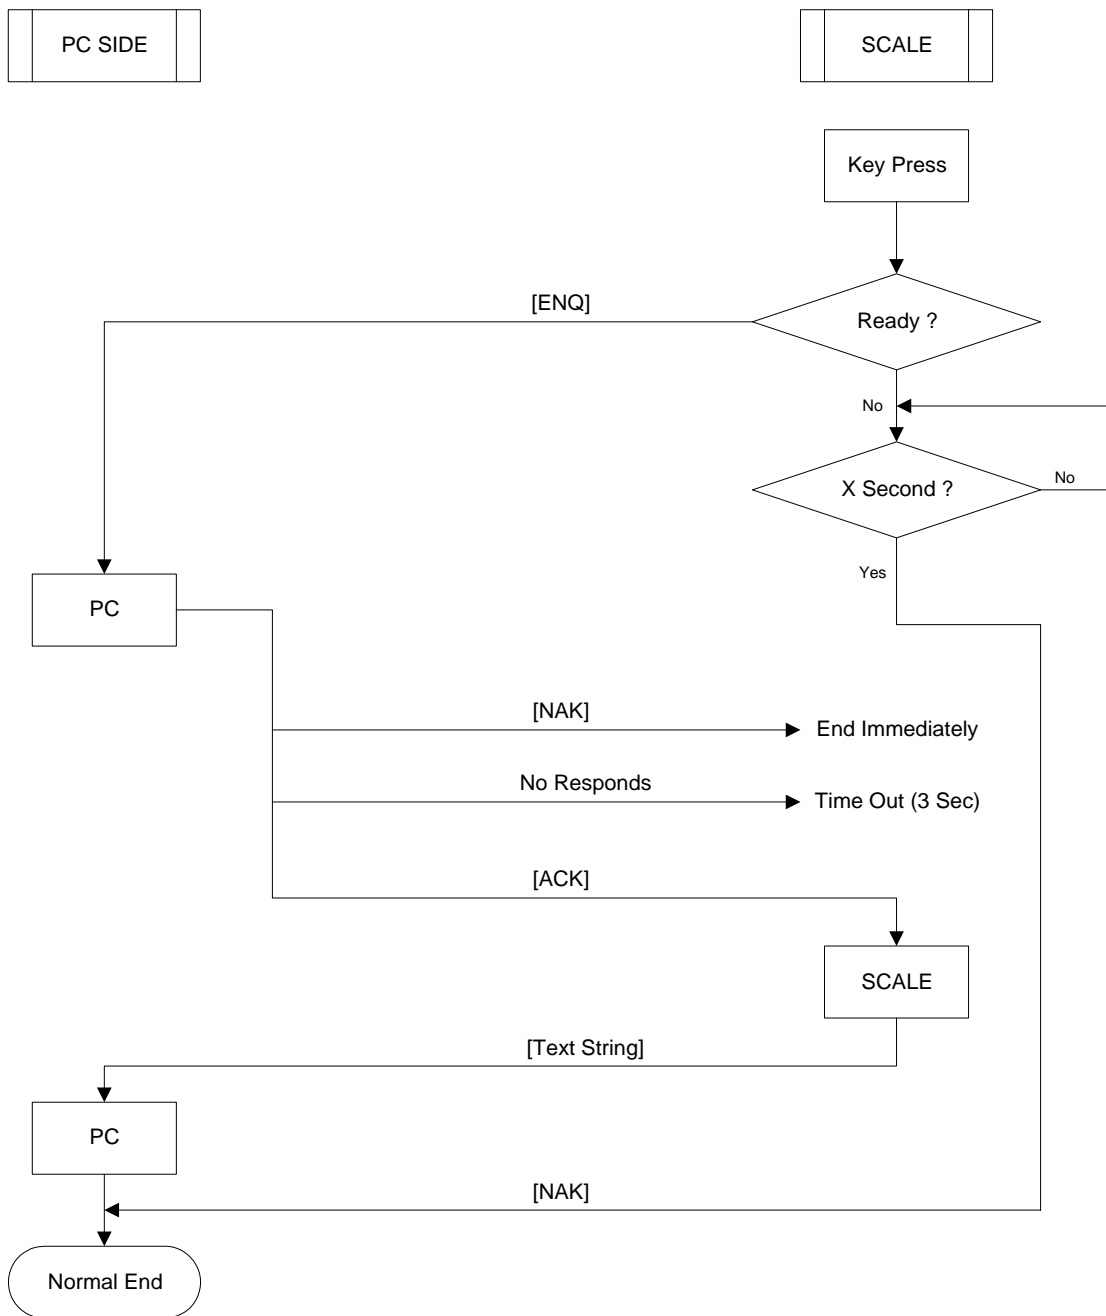 PC SIDE
SCALE
Key Press
[ENQ]
Ready ?
No
X Second ?
No
Yes
PC
[NAK]
End Immediately
No Responds
Time Out (3 Sec)
[ACK]
SCALE
[Text String]
PC
[NAK]
Normal End